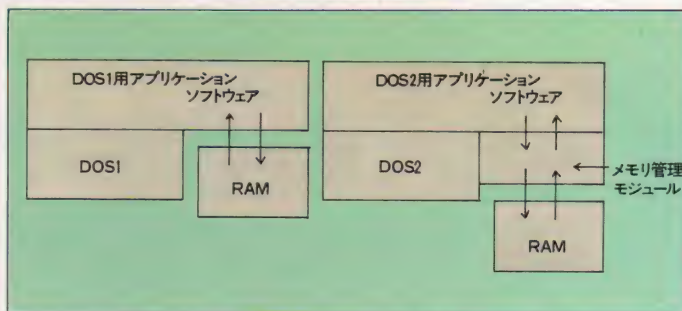 DOS1用アプリケーション
ソフトウェア
DOS1
RAM
DOS2用アプリケーション
ソフトウェア
DOS2
メモリ管理
モジュール
RAM